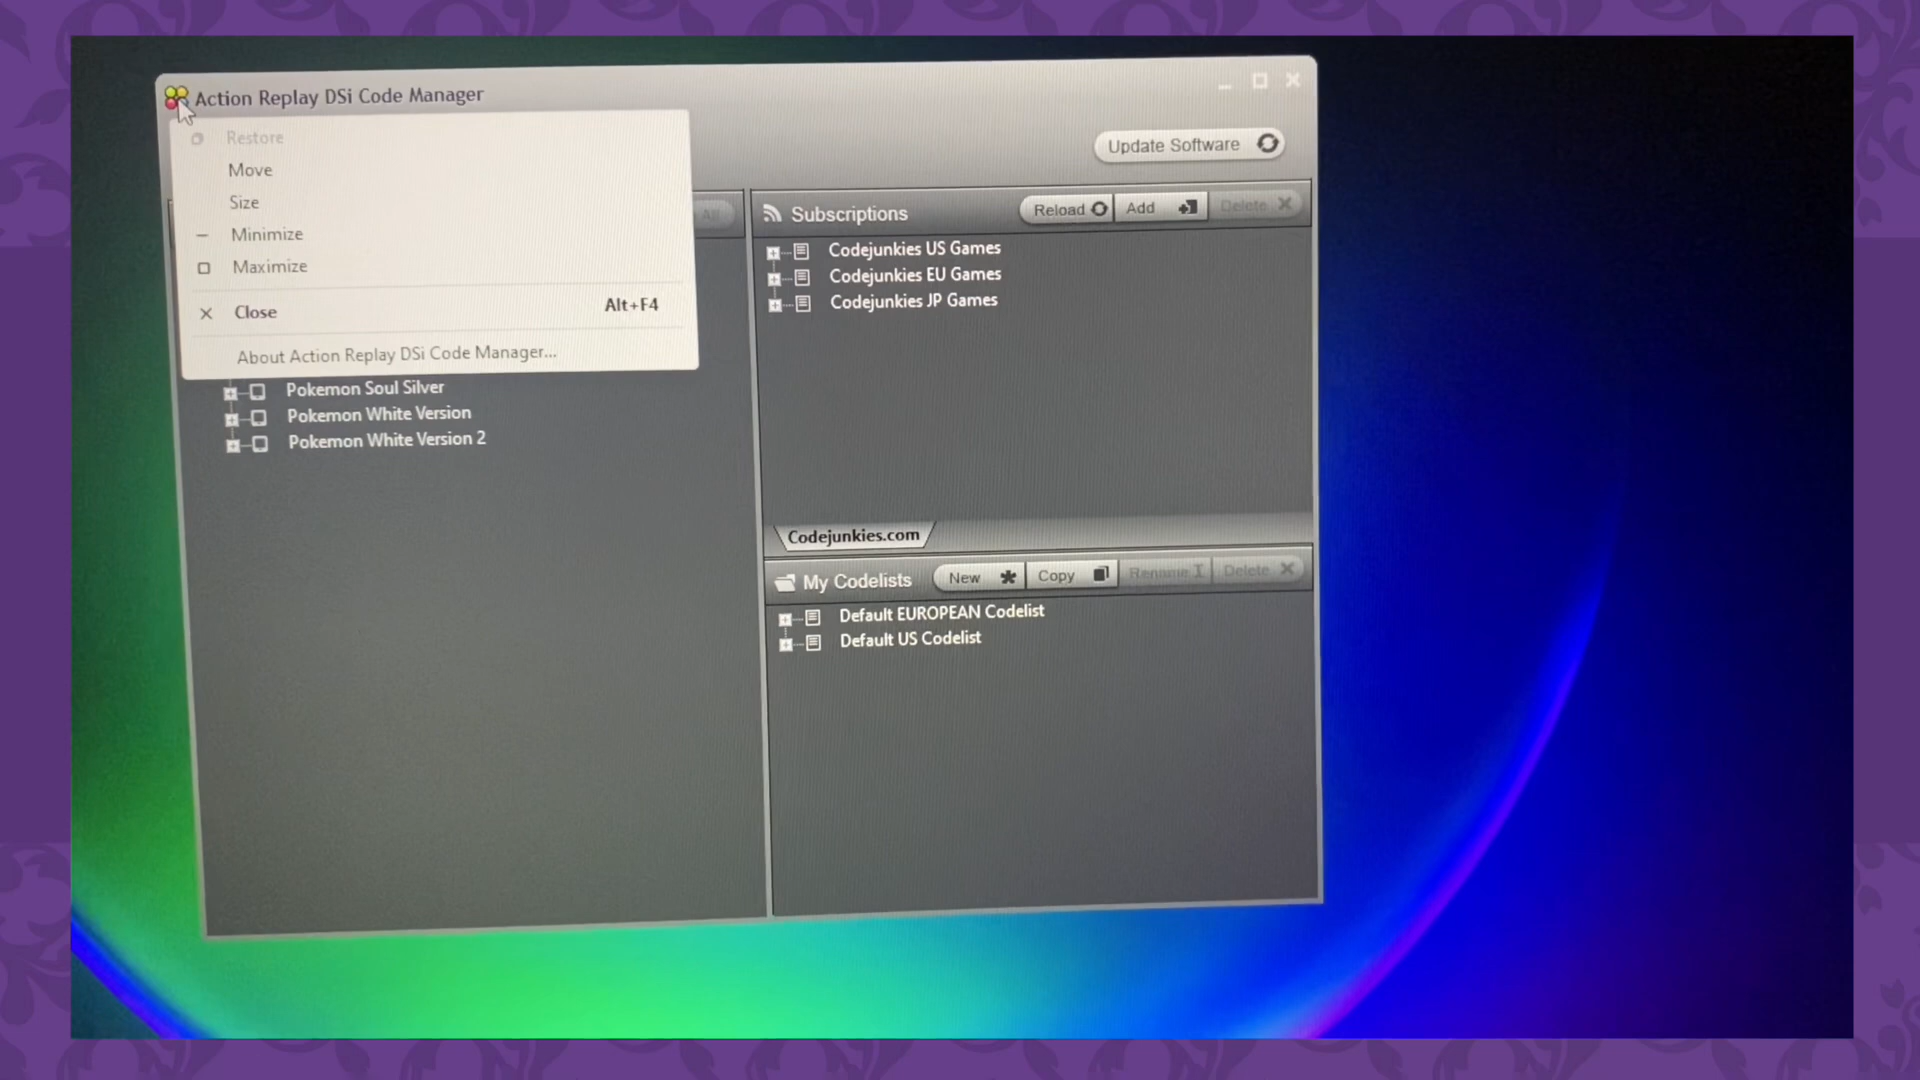 Action Replay DSi Code Manager
Restore
Move
Size
Minimize
Maximize
Close Alt+F4
About Action Replay DSi Code Manager...
Pokemon Soul Silver
Pokemon White Version
Pokemon White Version 2
Update Software
All
Subscriptions Reload Add Delete
Codejunkies US Games
Codejunkies EU Games
Codejunkies JP Games
Codejunkies.com
My Codelists New Copy Rename Delete
Default EUROPEAN Codelist
Default US Codelist